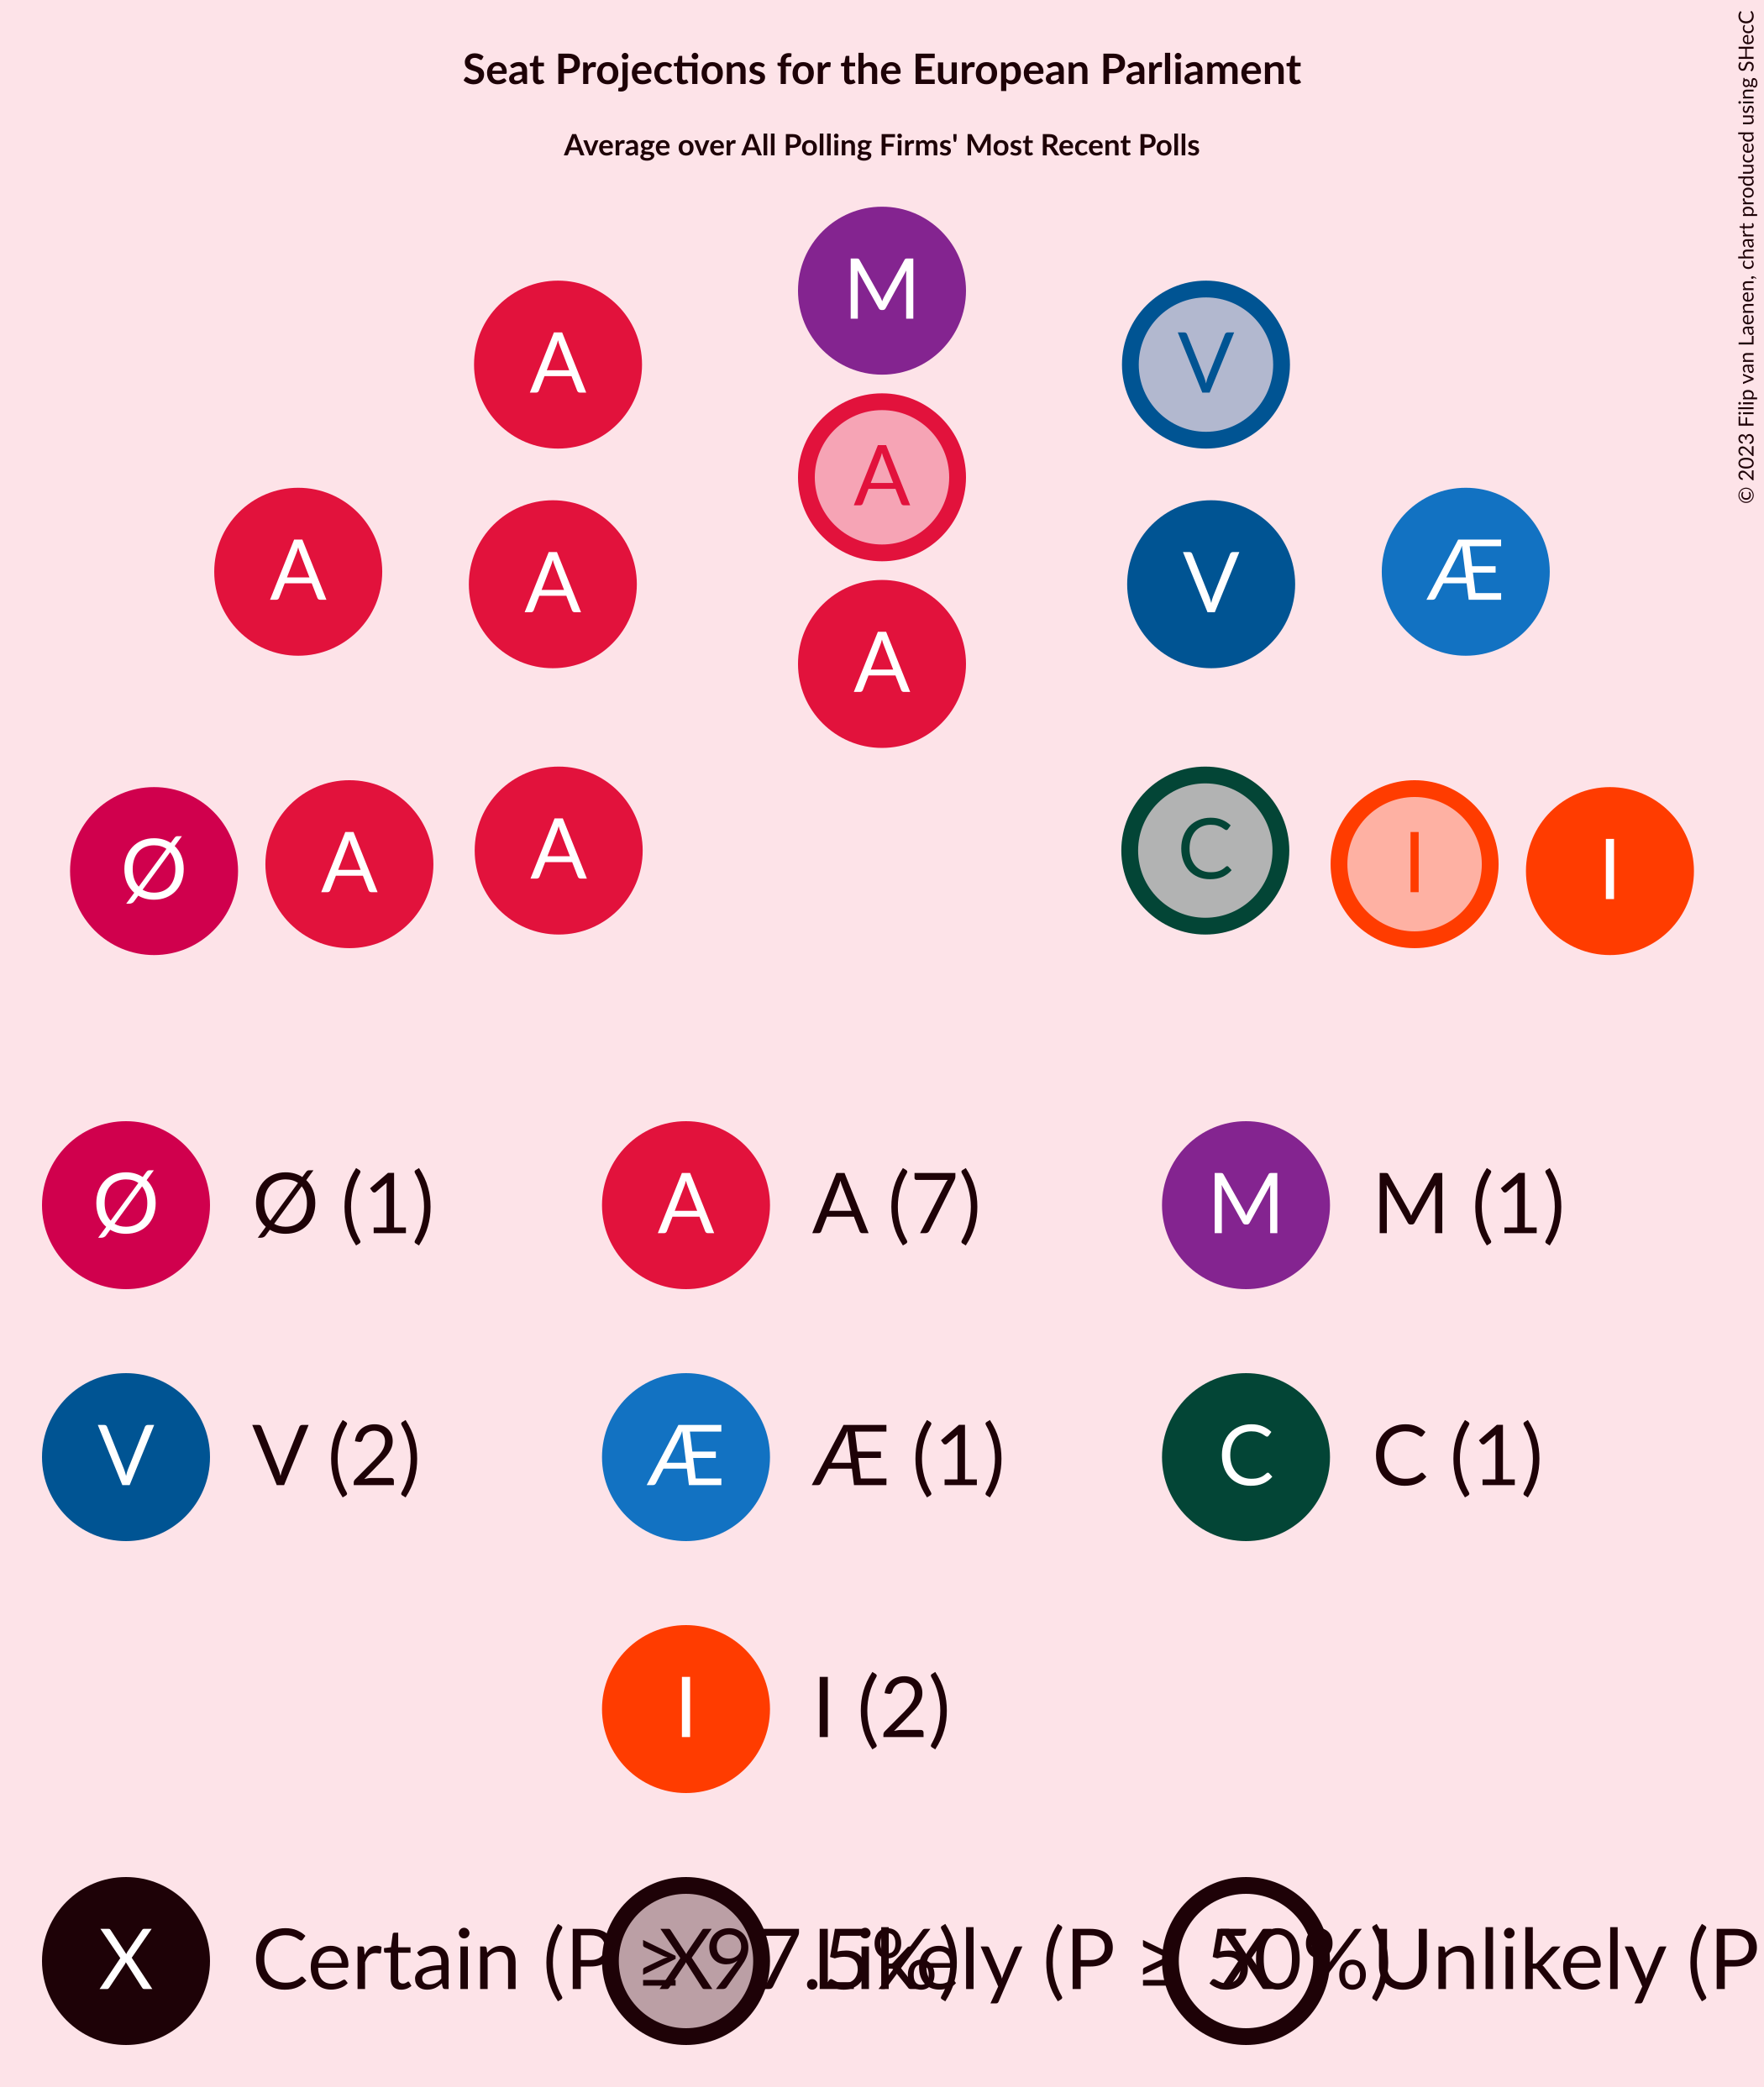 Seat Projections for the European Parliament
Average over All Polling Firms' Most Recent Polls
© 2023 Filip van Laenen, chart produced using SHecC
M
A
V
A
A
A
V
Æ
A
Ø
A
A
C
I
I
Ø Ø (1)
A A (7)
M M (1)
V V (2)
Æ Æ (1)
C C (1)
I I (2)
X Certain (P ≥ 97.5%)
X Likely (P ≥ 50%)
X Unlikely (P